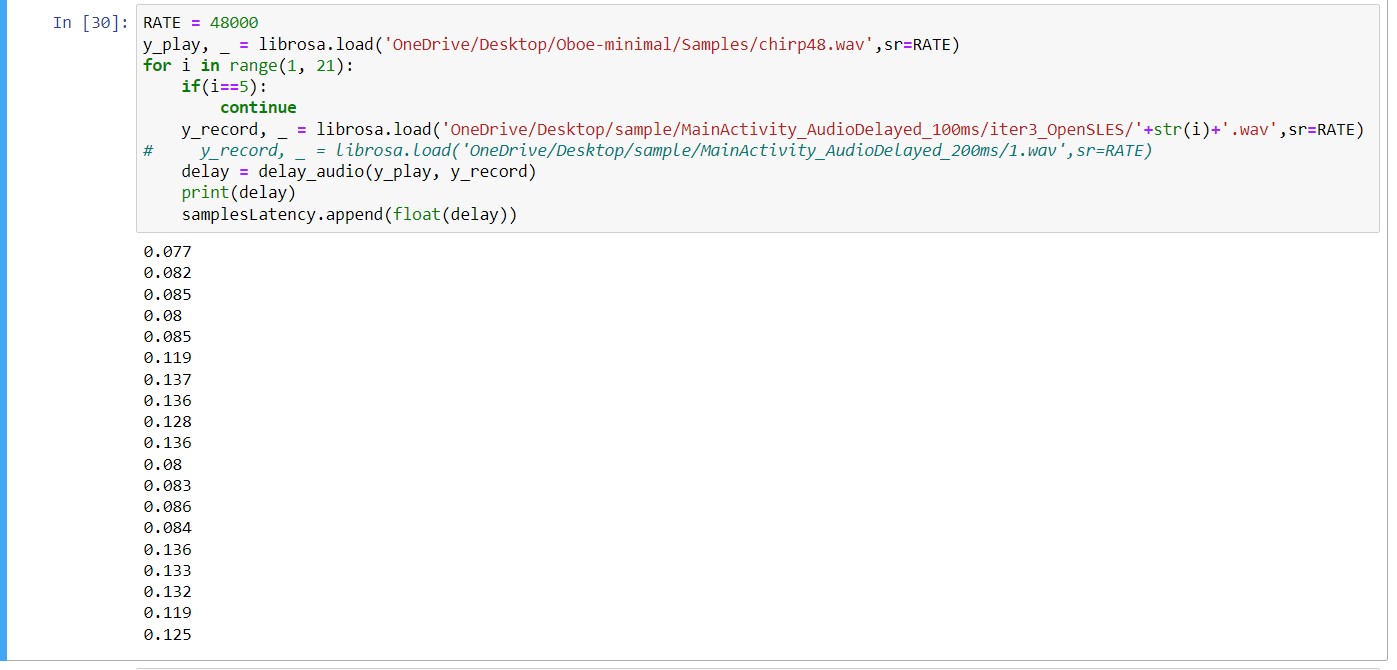 In [30]: RATE = 48000
y_play, _ = librosa.load('OneDrive/Desktop/Oboe-minimal/Samples/chirp48.wav',sr=RATE)
for i in range(1, 21):
    if(i==5):
        continue
    y_record, _ = librosa.load('OneDrive/Desktop/sample/MainActivity_AudioDelayed_100ms/iter3_OpenSLES/'+str(i)+'.wav',sr=RATE)
#     y_record, _ = librosa.load('OneDrive/Desktop/sample/MainActivity_AudioDelayed_200ms/1.wav',sr=RATE)
    delay = delay_audio(y_play, y_record)
    print(delay)
    samplesLatency.append(float(delay))
0.077
0.082
0.085
0.08
0.085
0.119
0.137
0.136
0.128
0.136
0.08
0.083
0.086
0.084
0.136
0.133
0.132
0.119
0.125